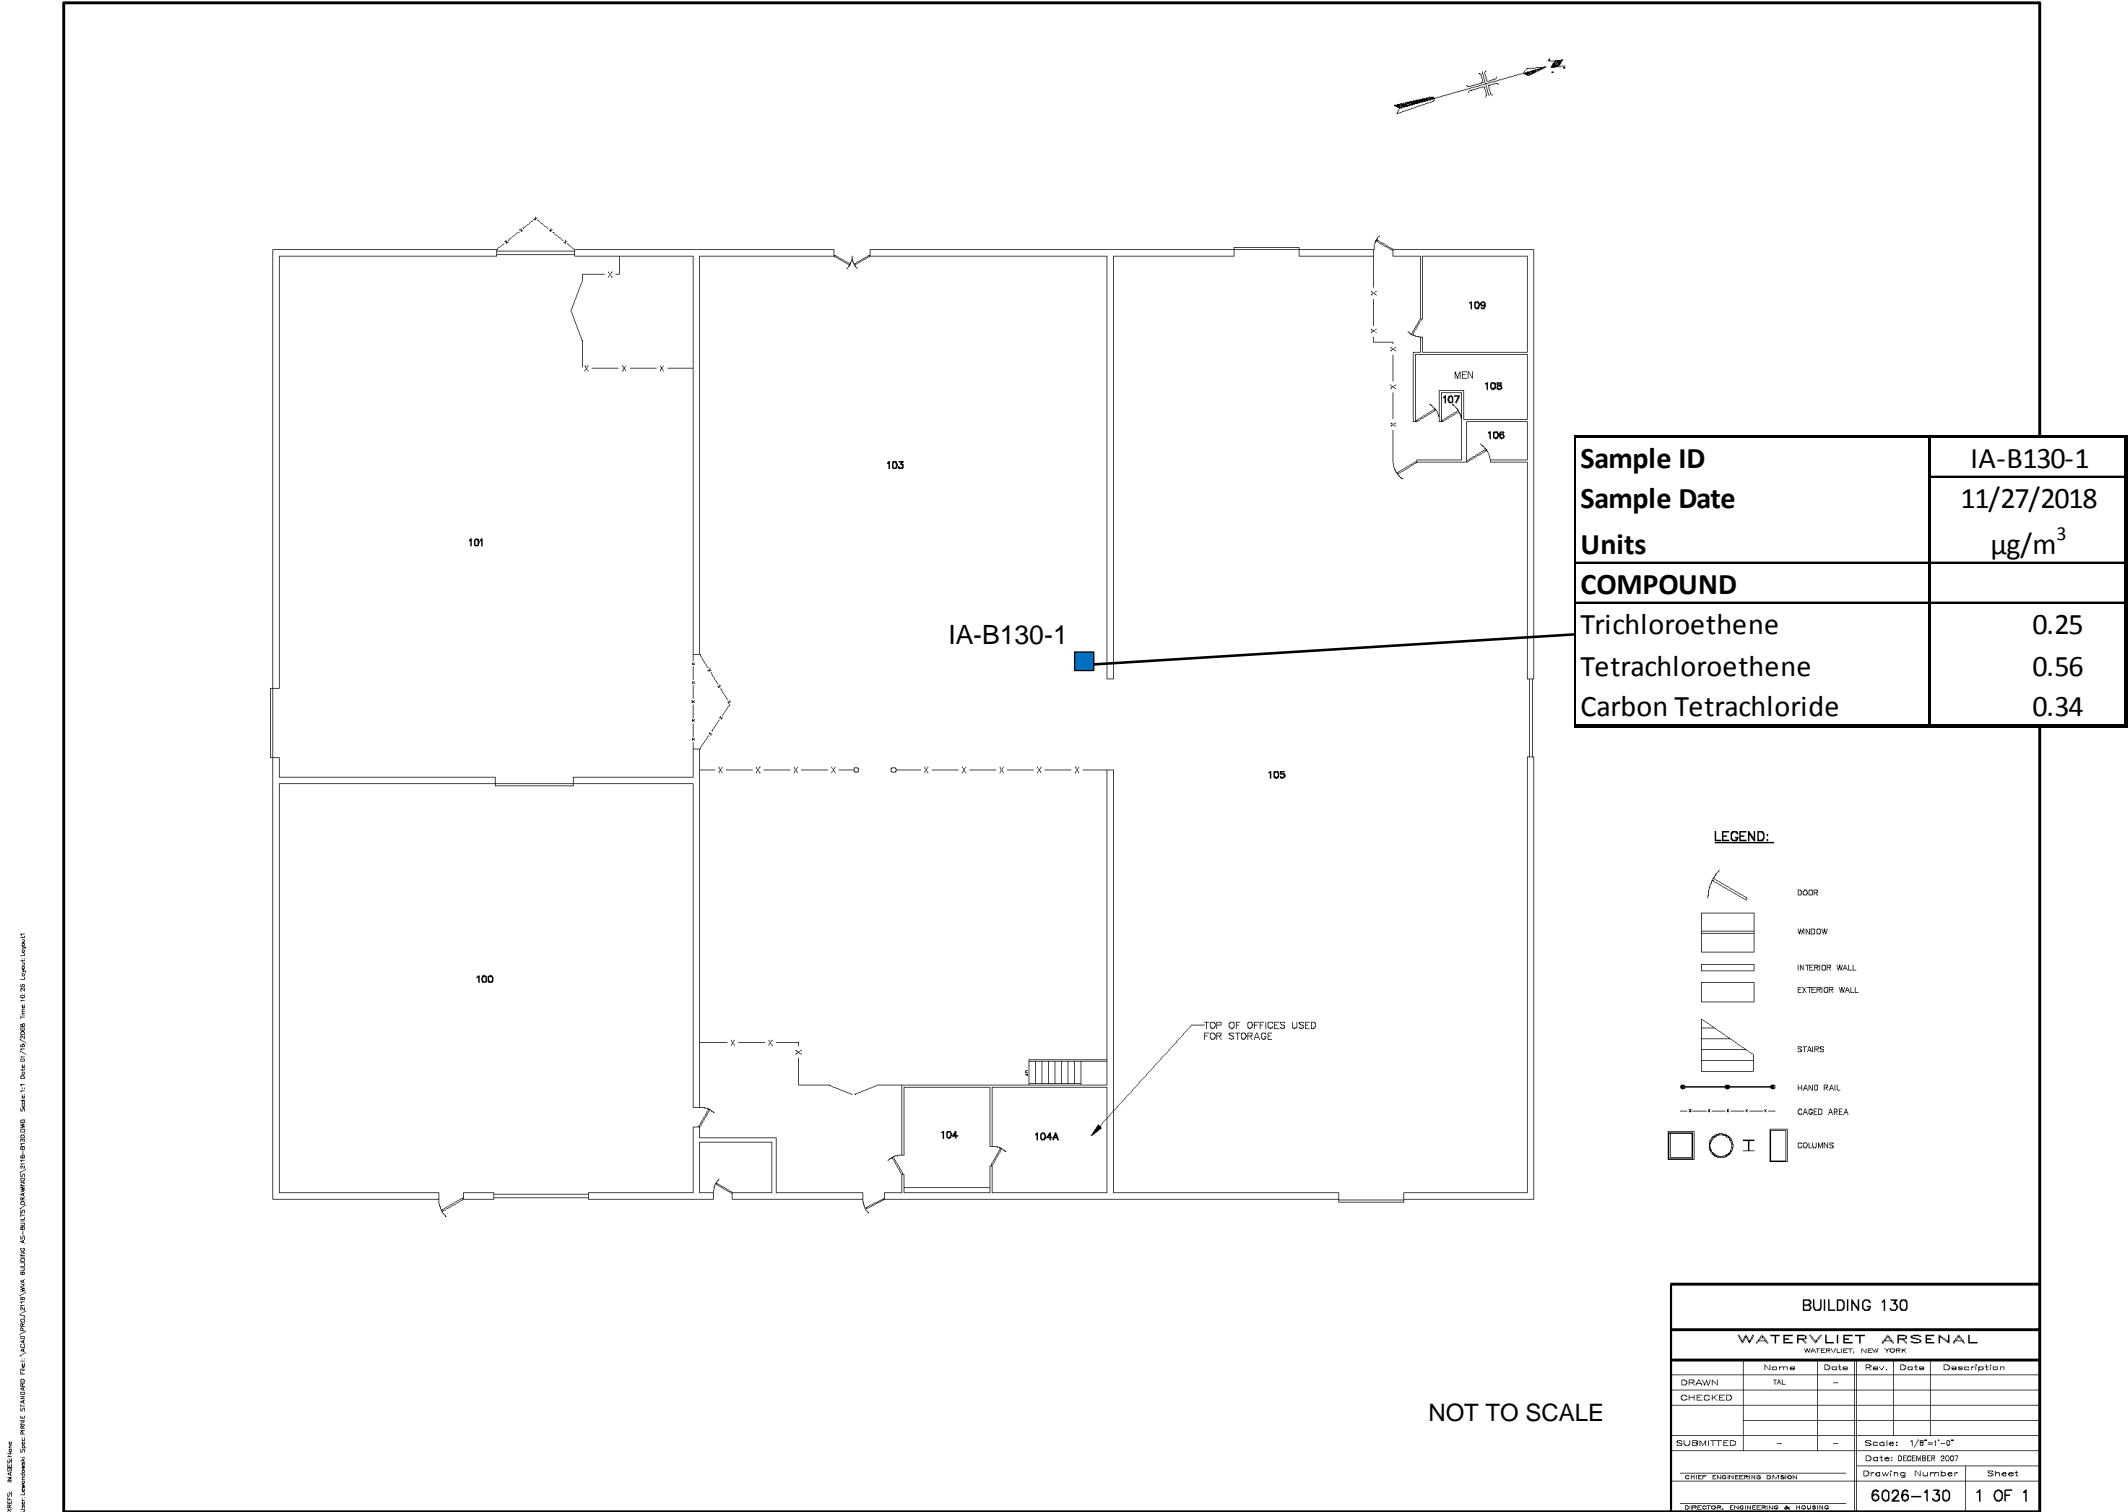 109
MEN
108
107
106
103
101
IA-B130-1
105
100
TOP OF OFFICES USED
FOR STORAGE
104
104A
Sample ID IA-B130-1
Sample Date 11/27/2018
Units µg/m³
COMPOUND
Trichloroethene 0.25
Tetrachloroethene 0.56
Carbon Tetrachloride 0.34
LEGEND:
DOOR
WINDOW
INTERIOR WALL
EXTERIOR WALL
STAIRS
HAND RAIL
CAGED AREA
COLUMNS
NOT TO SCALE
BUILDING 130
WATERVLIET ARSENAL
WATERVLIET, NEW YORK
Name Date Rev. Date Description
DRAWN TAL -
CHECKED
SUBMITTED - - Scale: 1/8"=1'-0"
Date: DECEMBER 2007
CHIEF ENGINEERING DIVISION
Drawing Number Sheet
6026-130 1 OF 1
DIRECTOR, ENGINEERING & HOUSING
XREFS: IMAGES: None